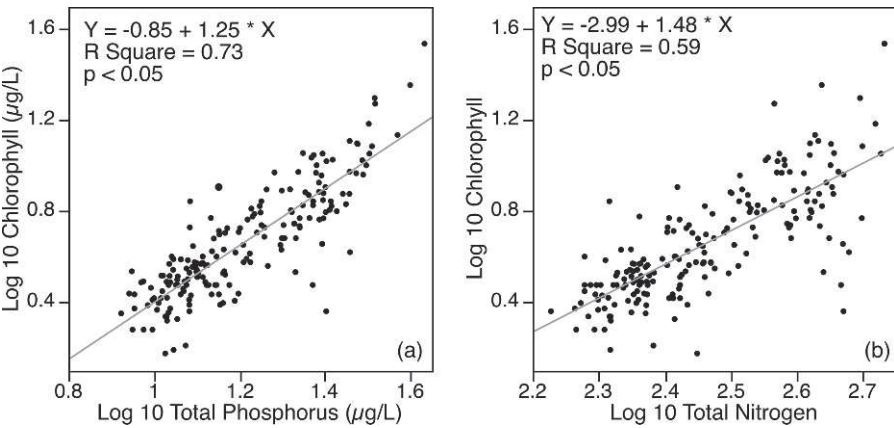 Y = -0.85 + 1.25 * X
R Square = 0.73
p < 0.05
1.6
1.2
0.8
0.4
Log 10 Chlorophyll (µg/L)
(a)
0.8
1
1.2
1.4
1.6
Log 10 Total Phosphorus (µg/L)
Y = -2.99 + 1.48 * X
R Square = 0.59
p < 0.05
1.6
1.2
0.8
0.4
Log 10 Chlorophyll
(b)
2.2
2.3
2.4
2.5
2.6
2.7
Log 10 Total Nitrogen